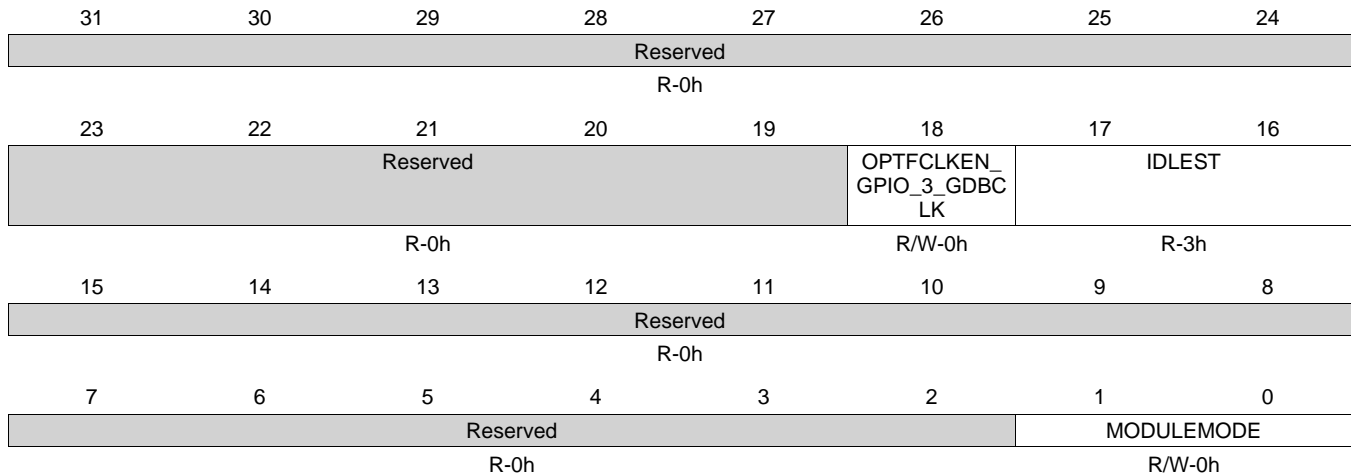 31 30 29 28 27 26 25 24
Reserved
R-0h
23 22 21 20 19 18 17 16
Reserved OPTFCLKEN_ IDLEST
GPIO_3_GDBC
LK
R-0h R/W-0h R-3h
15 14 13 12 11 10 9 8
Reserved
R-0h
7 6 5 4 3 2 1 0
Reserved MODULEMODE
R-0h R/W-0h